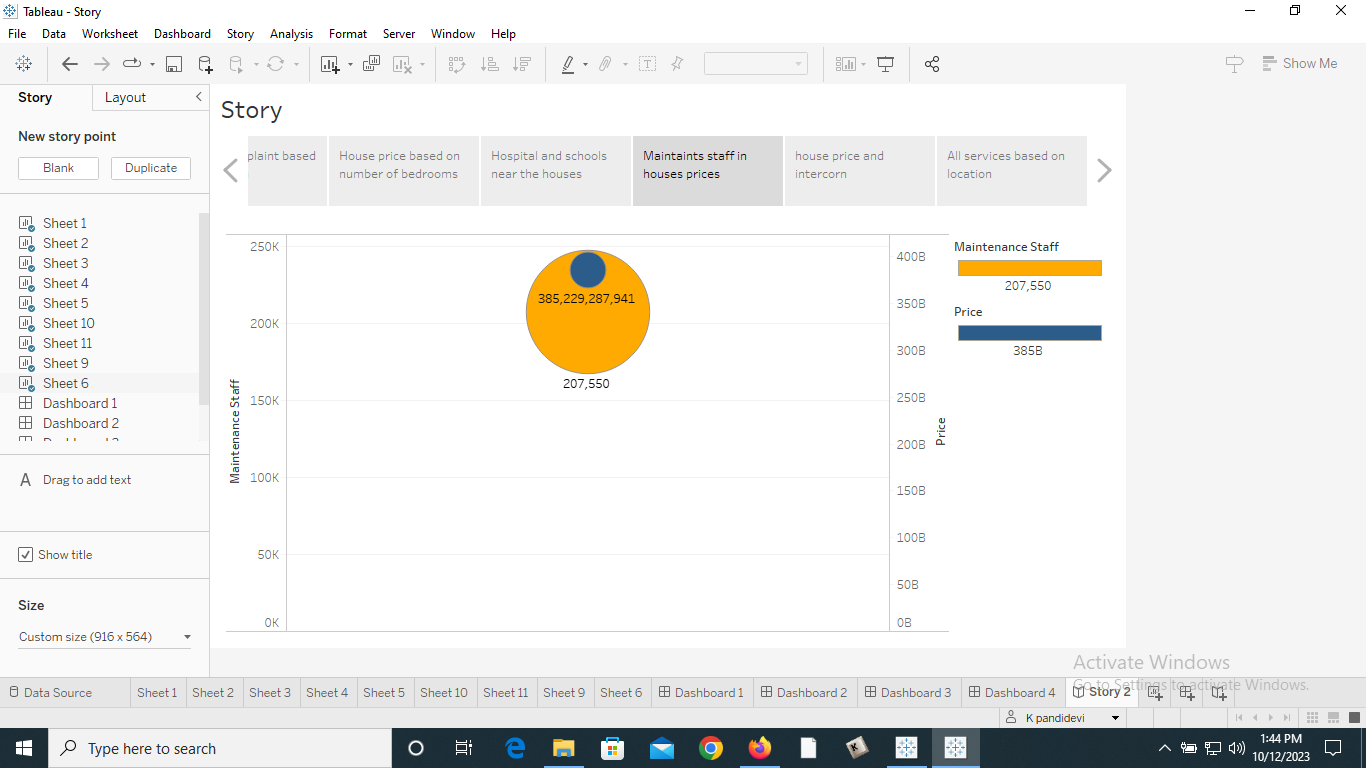 Tableau - Story
File Data Worksheet Dashboard Story Analysis Format Server Window Help
Show Me
Story Layout
New story point
Blank Duplicate
Sheet 1
Sheet 2
Sheet 3
Sheet 4
Sheet 5
Sheet 10
Sheet 11
Sheet 9
Sheet 6
Dashboard 1
Dashboard 2
A Drag to add text
Show title
Size
Custom size (916 x 564)
Story
plaint based
House price based on
number of bedrooms
Hospital and schools
near the houses
Maintaints staff in
houses prices
house price and
intercorn
All services based on
location
250K
200K
150K
100K
50K
0K
Maintenance Staff
385,229,287,941
207,550
400B
350B
300B
250B
200B
150B
100B
50B
0B
Price
Maintenance Staff
207,550
Price
385B
Activate Windows
Go to Settings to activate Windows.
Data Source Sheet 1 Sheet 2 Sheet 3 Sheet 4 Sheet 5 Sheet 10 Sheet 11 Sheet 9 Sheet 6 Dashboard 1 Dashboard 2 Dashboard 3 Dashboard 4 Story 2
K pandidevi
Type here to search
1:44 PM
10/12/2023